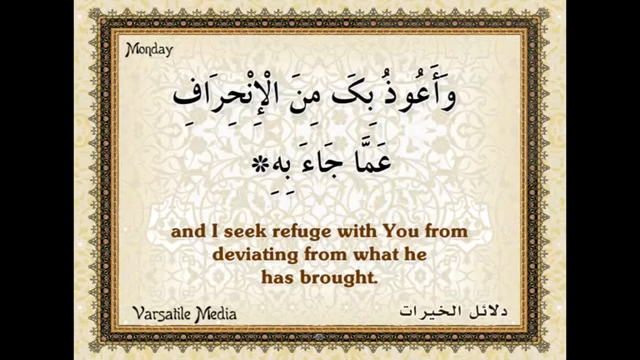 Monday
وَأَعُوذُ بِكَ مِنَ الْإِنْحِرَافِ
عَمَّا جَاءَ بِهِ*
and I seek refuge with You from
deviating from what he
has brought.
Varsatile Media
دلائل الخيرات